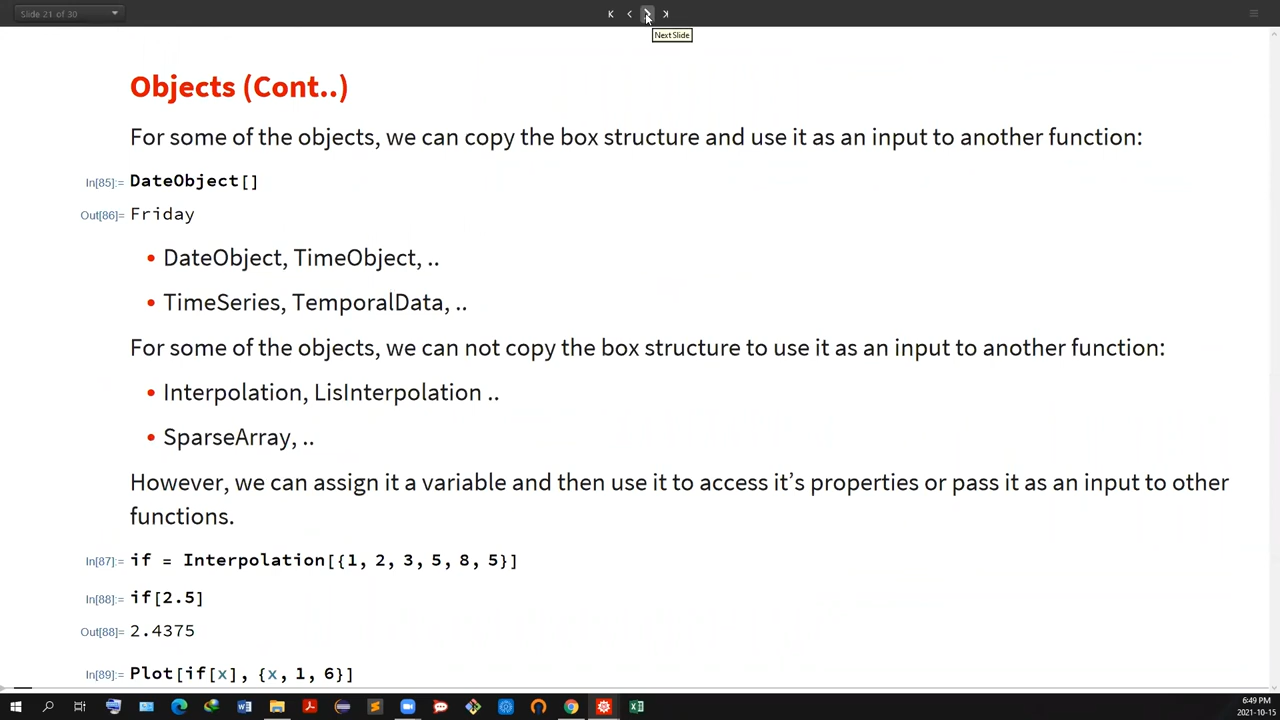 Slide 21 of 30
Next Slide
Objects (Cont..)
For some of the objects, we can copy the box structure and use it as an input to another function:
In[85]:= DateObject[]
Out[86]= Friday
• DateObject, TimeObject, ..
• TimeSeries, TemporalData, ..
For some of the objects, we can not copy the box structure to use it as an input to another function:
• Interpolation, LisInterpolation ..
• SparseArray, ..
However, we can assign it a variable and then use it to access it’s properties or pass it as an input to other
functions.
In[87]:= if = Interpolation[{1, 2, 3, 5, 8, 5}]
In[88]:= if[2.5]
Out[88]= 2.4375
In[89]:= Plot[if[x], {x, 1, 6}]
6:49 PM
2021-10-15